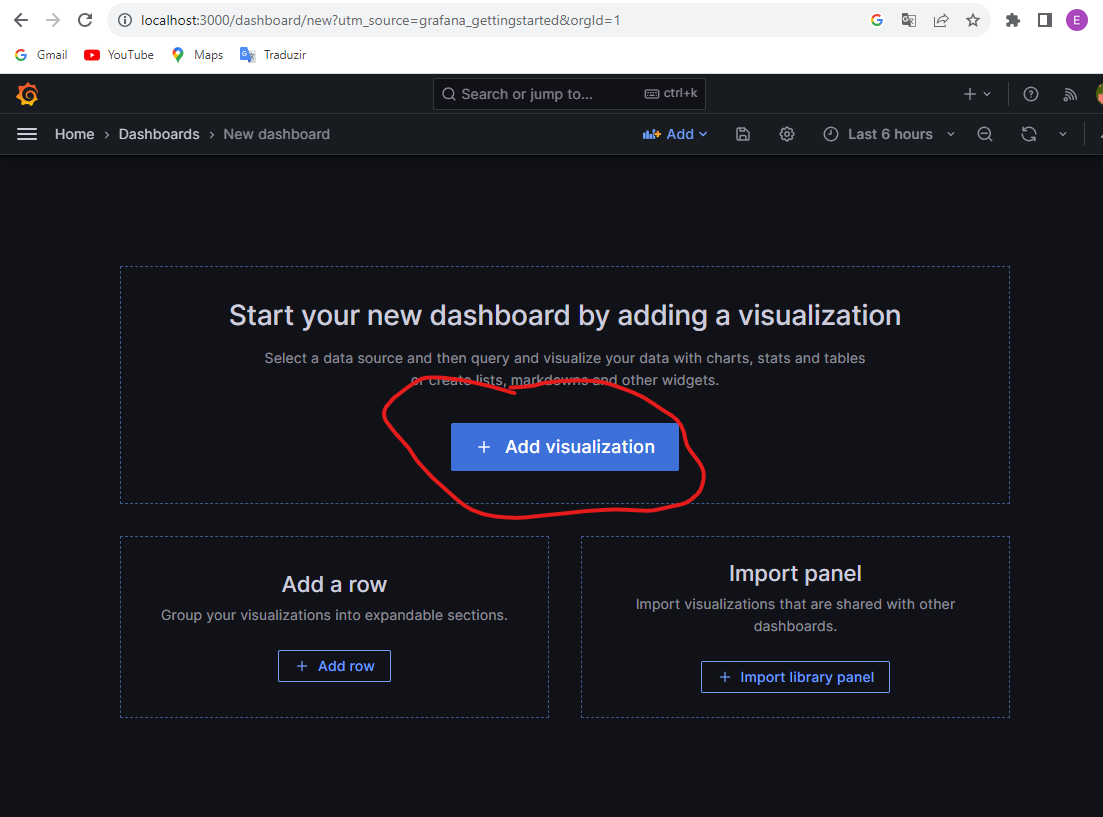 localhost:3000/dashboard/new?utm_source=grafana_gettingstarted&orgId=1
E
Gmail YouTube Maps Traduzir
Search or jump to... ctrl+k
Home › Dashboards › New dashboard Add Last 6 hours
Start your new dashboard by adding a visualization
Select a data source and then query and visualize your data with charts, stats and tables
or create lists, markdowns and other widgets.
+ Add visualization
Add a row
Group your visualizations into expandable sections.
+ Add row
Import panel
Import visualizations that are shared with other
dashboards.
+ Import library panel